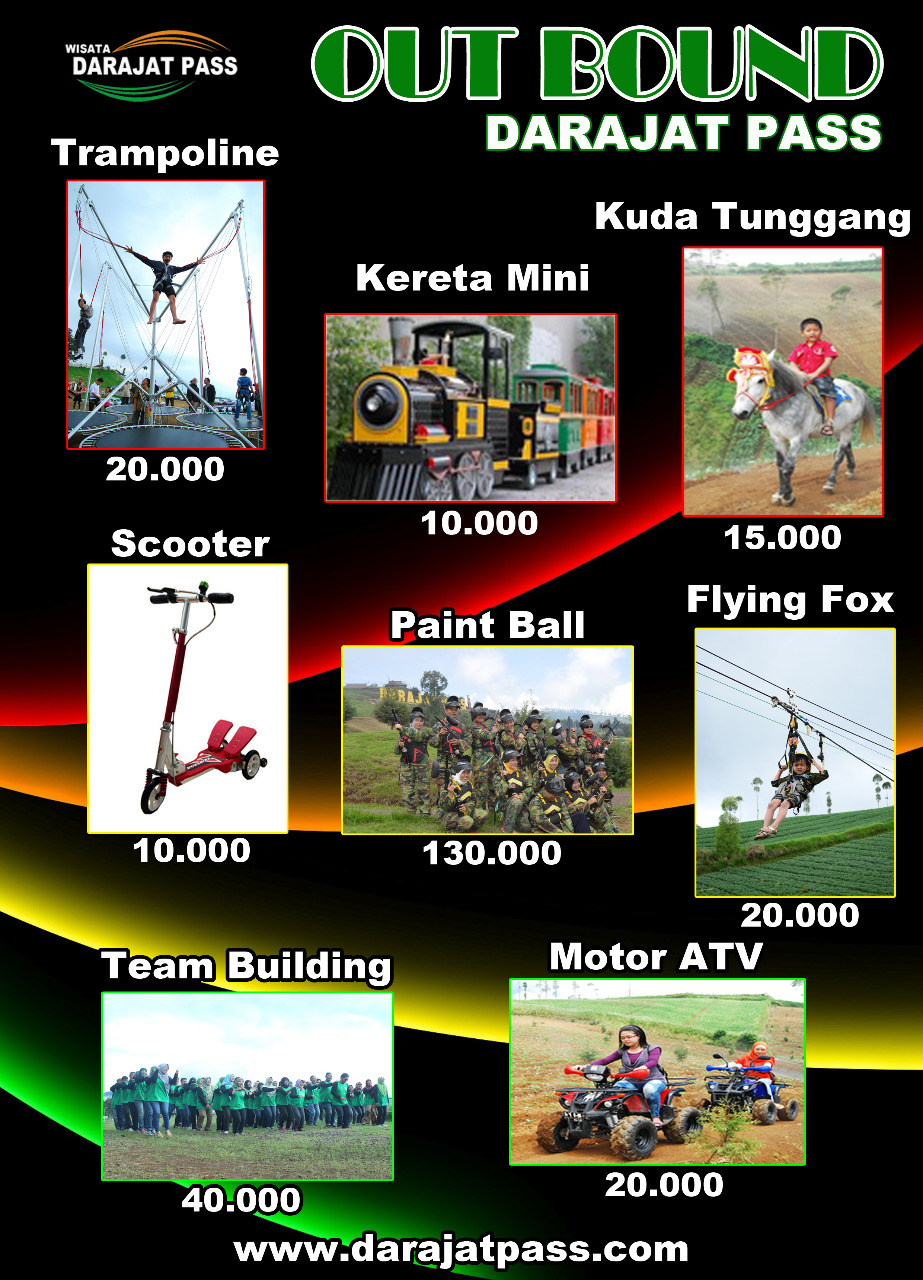 WISATA
DARAJAT PASS
OUT BOUND
DARAJAT PASS
Trampoline
20.000
Kereta Mini
10.000
Kuda Tunggang
15.000
Scooter
10.000
Paint Ball
130.000
Flying Fox
20.000
Team Building
40.000
Motor ATV
20.000
www.darajatpass.com